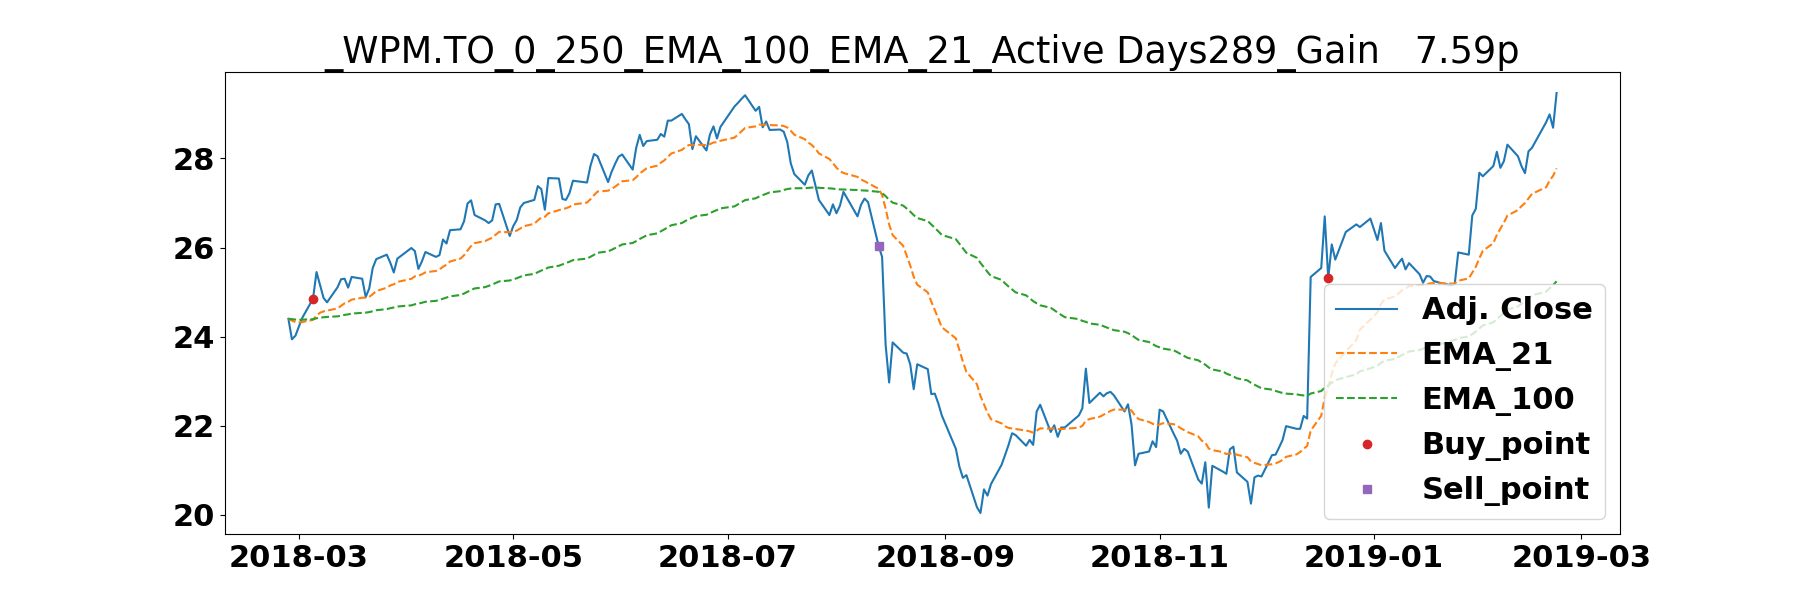 _WPM.TO_0_250_EMA_100_EMA_21_Active Days289_Gain   7.59p
28
26
24
22
20
Adj. Close
EMA_21
EMA_100
Buy_point
Sell_point
2018-03 2018-05 2018-07 2018-09 2018-11 2019-01 2019-03